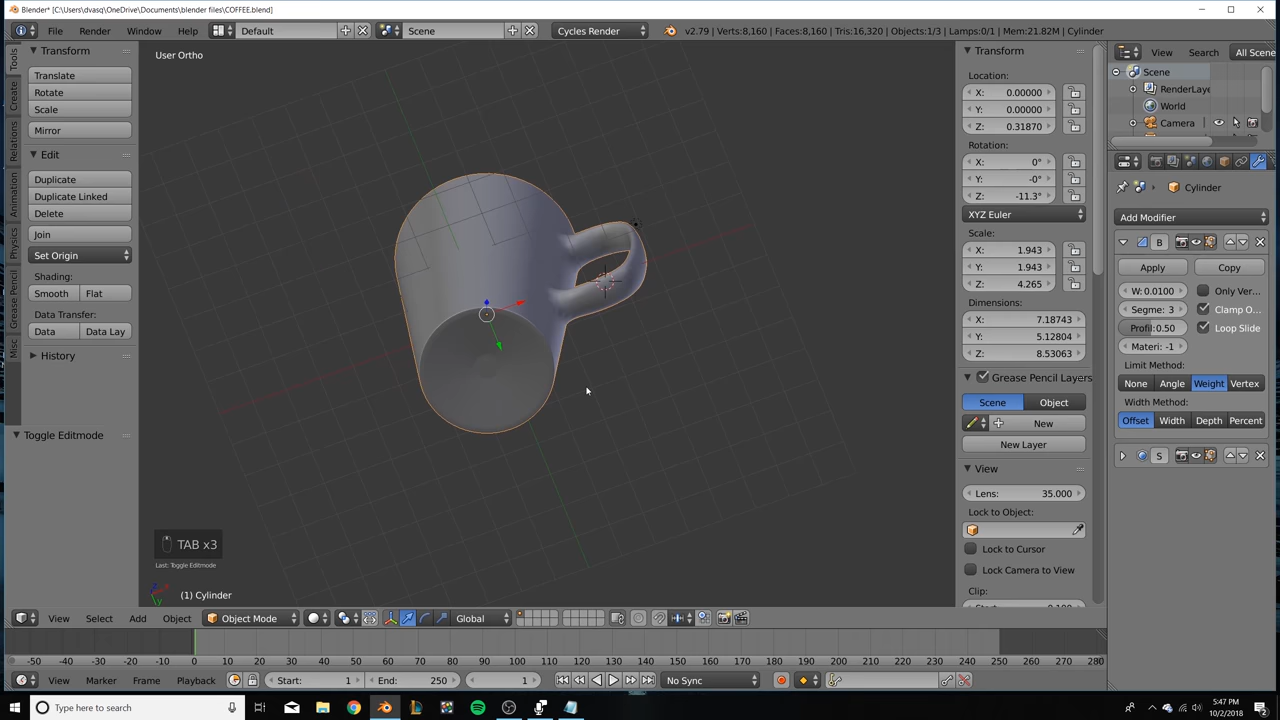 Blender* [C:\Users\dvasq\OneDrive\Documents\blender files\COFFEE.blend]
File Render Window Help Default Scene Cycles Render v2.79 | Verts:8,160 | Faces:8,160 | Tris:16,320 | Objects:1/3 | Lamps:0/1 | Mem:21.82M | Cylinder
Tools
Create
Relations
Animation
Physics
Grease Pencil
Misc
Transform
Translate
Rotate
Scale
Mirror
Edit
Duplicate
Duplicate Linked
Delete
Join
Set Origin
Shading:
Smooth Flat
Data Transfer:
Data Data Lay
History
Toggle Editmode
User Ortho
TAB x3
Last: Toggle Editmode
(1) Cylinder
Transform
Location:
X: 0.00000
Y: 0.00000
Z: 0.31870
Rotation:
X: 0°
Y: -0°
Z: -11.3°
XYZ Euler
Scale:
X: 1.943
Y: 1.943
Z: 4.265
Dimensions:
X: 7.18743
Y: 5.12804
Z: 8.53063
Grease Pencil Layers
Scene Object
New
New Layer
View
Lens: 35.000
Lock to Object:
Lock to Cursor
Lock Camera to View
Clip:
View Search All Scene
Scene
RenderLaye
World
Camera
Cylinder
Add Modifier
B
Apply Copy
W: 0.0100 Only Ver...
Segme: 3 Clamp O...
Profil:0.50 Loop Slide
Materi: -1
Limit Method:
None Angle Weight Vertex
Width Method:
Offset Width Depth Percent
S
View Select Add Object Object Mode Global
-50 -40 -30 -20 -10 0 10 20 30 40 50 60 70 80 90 100 110 120 130 140 150 160 170 180 190 200 210 220 230 240 250 260 270 280
View Marker Frame Playback Start: 1 End: 250 1 No Sync
Type here to search
5:47 PM
10/2/2018
2